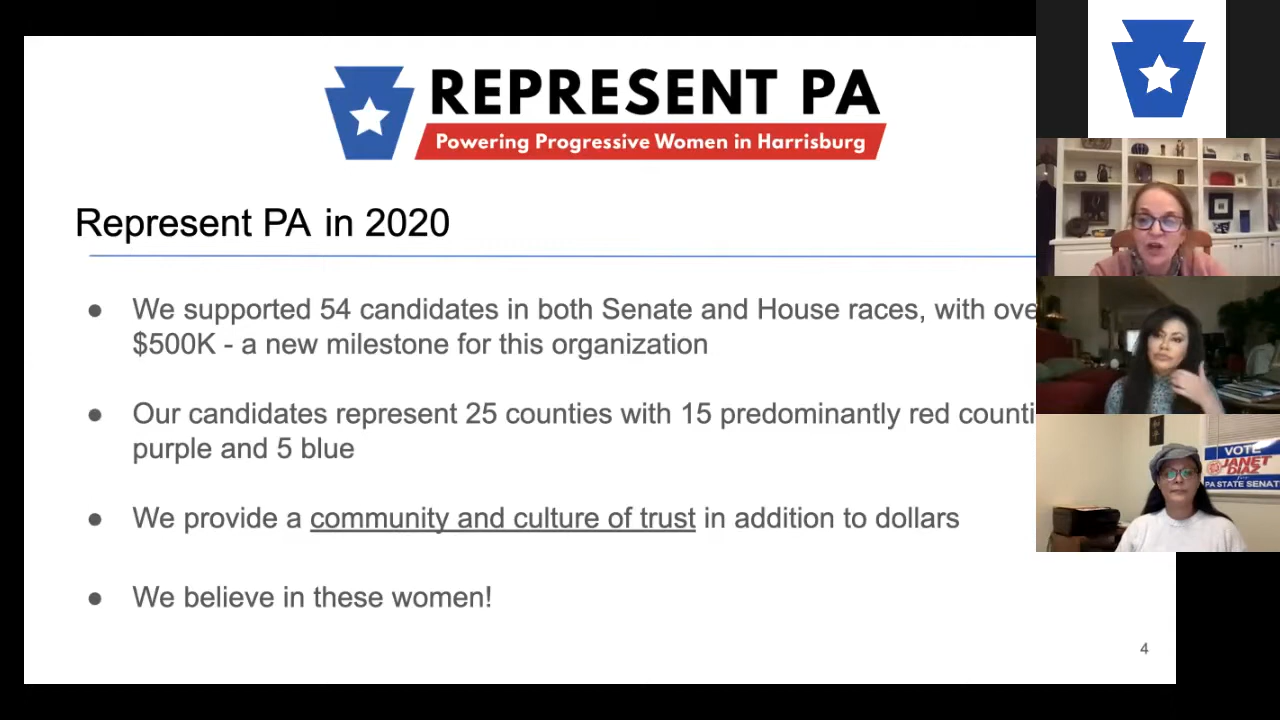 REPRESENT PA
Powering Progressive Women in Harrisburg
Represent PA in 2020
● We supported 54 candidates in both Senate and House races, with ove
$500K - a new milestone for this organization
● Our candidates represent 25 counties with 15 predominantly red counti
purple and 5 blue
● We provide a community and culture of trust in addition to dollars
● We believe in these women!
4
VOTE
JANET
DIAZ
for
PA STATE SENAT